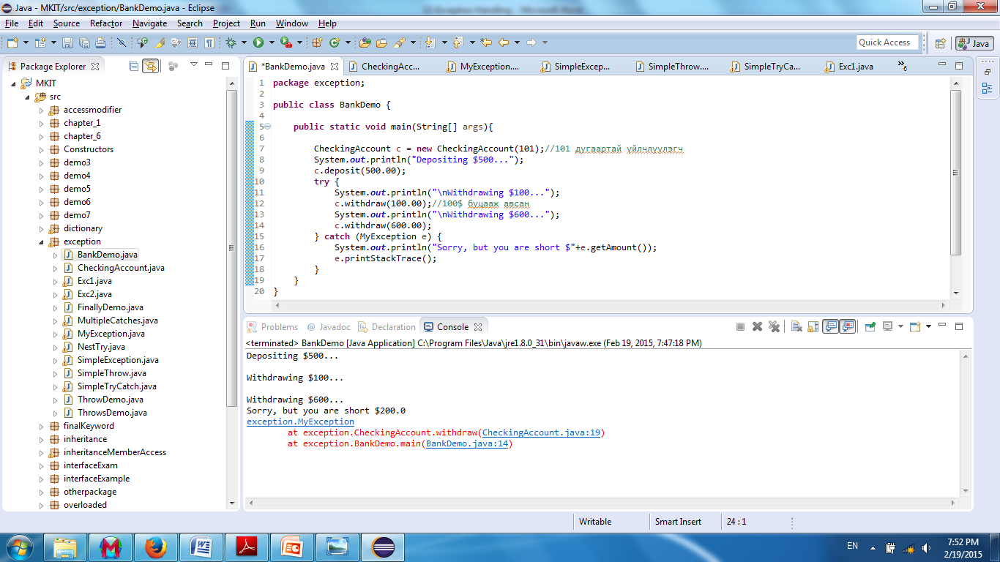 Java - MKIT/src/exception/BankDemo.java - Eclipse
File Edit Source Refactor Navigate Search Project Run Window Help
Quick Access
Java
Package Explorer
MKIT
src
accessmodifier
chapter_1
chapter_6
Constructors
demo3
demo4
demo5
demo6
demo7
dictionary
exception
BankDemo.java
CheckingAccount.java
Exc1.java
Exc2.java
FinallyDemo.java
MultipleCatches.java
MyException.java
NestTry.java
SimpleException.java
SimpleThrow.java
SimpleTryCatch.java
ThrowDemo.java
ThrowsDemo.java
finalKeyword
inheritance
inheritanceMemberAccess
interfaceExam
interfaceExample
otherpackage
overloaded
*BankDemo.java CheckingAcc... MyException.... SimpleExcep... SimpleThrow.... SimpleTryCa... Exc1.java »6
1 package exception;
2
3 public class BankDemo {
4
5 public static void main(String[] args){
6
7 CheckingAccount c = new CheckingAccount(101);//101 дугаартай үйлчлүүлэгч
8 System.out.println("Depositing $500...");
9 c.deposit(500.00);
10 try {
11 System.out.println("\nWithdrawing $100...");
12 c.withdraw(100.00);//100$ буцааж авсан
13 System.out.println("\nWithdrawing $600...");
14 c.withdraw(600.00);
15 } catch (MyException e) {
16 System.out.println("Sorry, but you are short $"+e.getAmount());
17 e.printStackTrace();
18 }
19 }
20 }
Problems @ Javadoc Declaration Console
<terminated> BankDemo [Java Application] C:\Program Files\Java\jre1.8.0_31\bin\javaw.exe (Feb 19, 2015, 7:47:18 PM)
Depositing $500...
Withdrawing $100...
Withdrawing $600...
Sorry, but you are short $200.0
exception.MyException
at exception.CheckingAccount.withdraw(CheckingAccount.java:19)
at exception.BankDemo.main(BankDemo.java:14)
Writable Smart Insert 24 : 1
EN
7:52 PM
2/19/2015